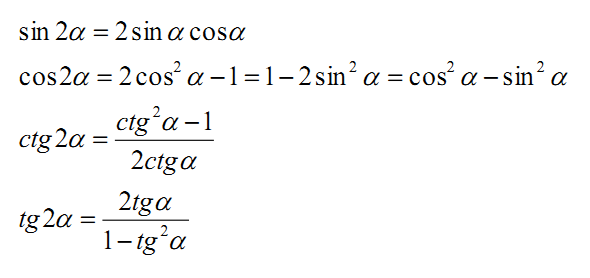 sin 2α = 2 sin α cosα
cos2α = 2cos² α − 1 = 1 − 2sin² α = cos² α − sin² α
ctg2α = (ctg²α − 1) / (2ctgα)
tg2α = (2tgα) / (1 − tg²α)